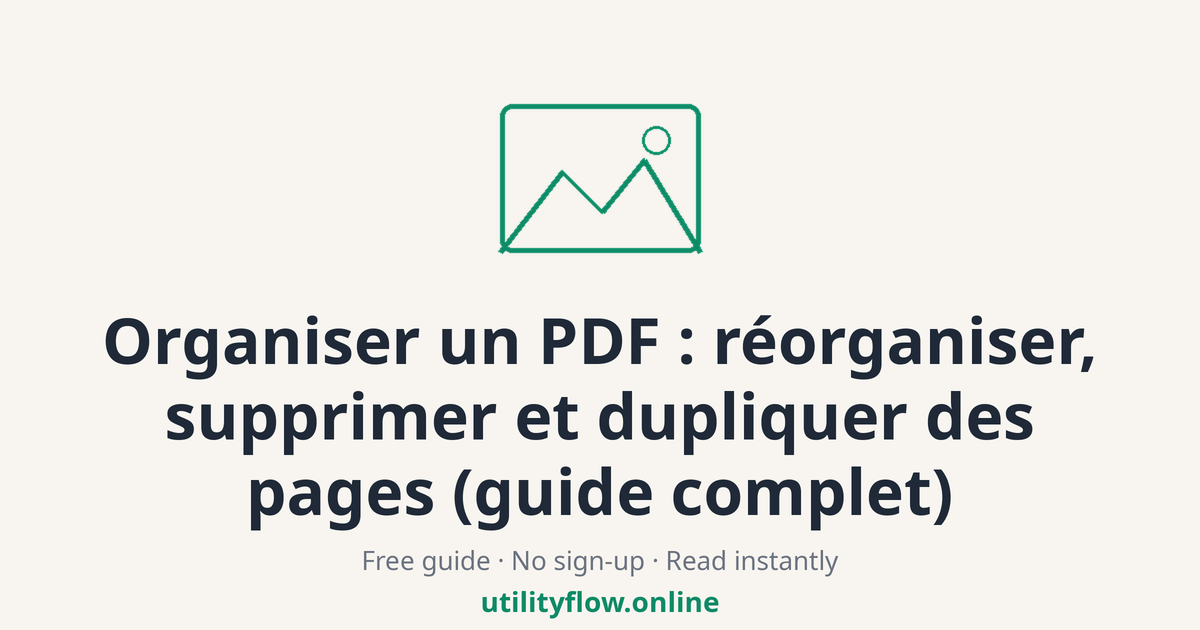 Organiser un PDF : réorganiser,
supprimer et dupliquer des
pages (guide complet)
Free guide · No sign-up · Read instantly
utilityflow.online